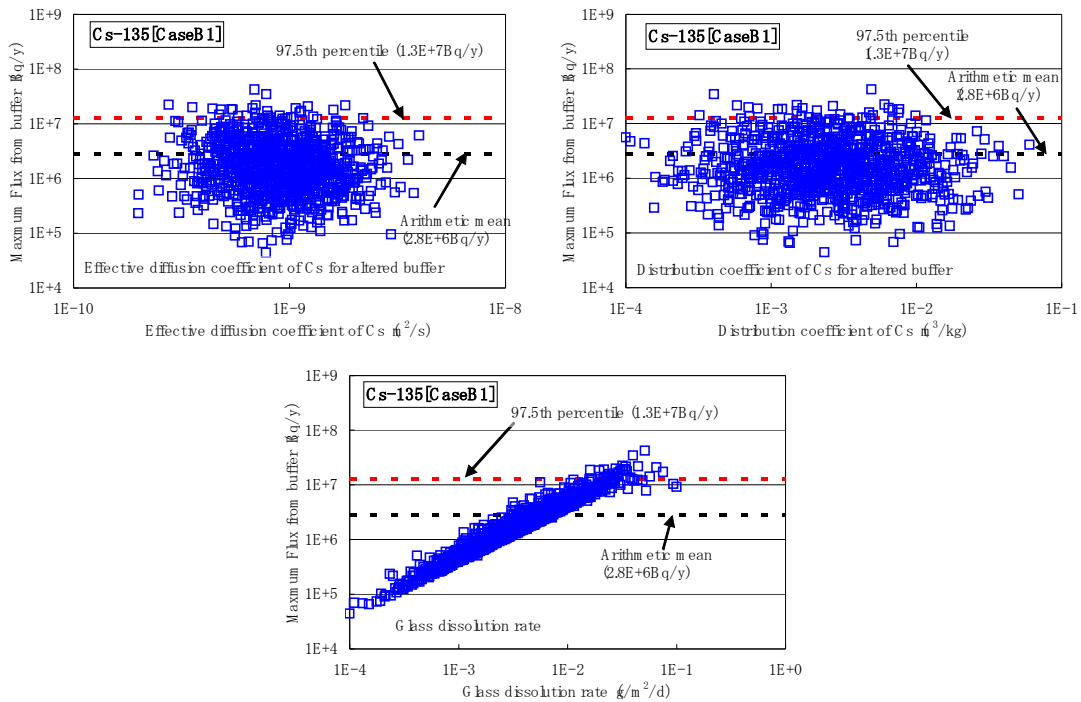 Cs-135[CaseB1]
97.5th percentile (1.3E+7Bq/y)
Arithmetic mean
(2.8E+6Bq/y)
Effective diffusion coefficient of Cs for altered buffer
1E+9
1E+8
1E+7
1E+6
1E+5
1E+4
1E-10
1E-9
1E-8
Effective diffusion coefficient of Cs (m²/s)
Maxmum Flux from buffer (Bq/y)
Cs-135[CaseB1]
97.5th percentile
(1.3E+7Bq/y)
Arithmetic mean
(2.8E+6Bq/y)
Distribution coefficient of Cs for altered buffer
1E+9
1E+8
1E+7
1E+6
1E+5
1E+4
1E-4
1E-3
1E-2
1E-1
Distribution coefficient of Cs (m³/kg)
Maxmum Flux from buffer (Bq/y)
Cs-135[CaseB1]
97.5th percentile (1.3E+7Bq/y)
Arithmetic mean
(2.8E+6Bq/y)
Glass dissolution rate
1E+9
1E+8
1E+7
1E+6
1E+5
1E+4
1E-4
1E-3
1E-2
1E-1
1E+0
Glass dissolution rate (g/m²/d)
Maxmum Flux from buffer (Bq/y)